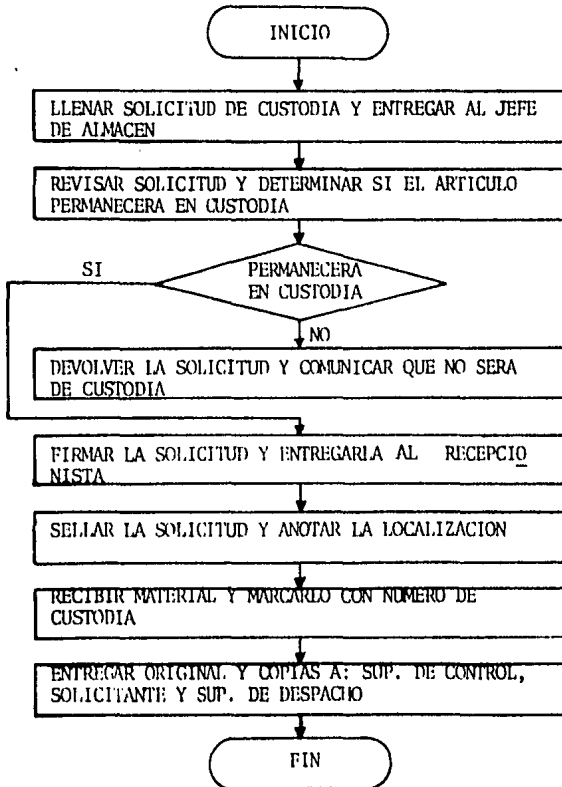 INICIO
LLENAR SOLICITUD DE CUSTODIA Y ENTREGAR AL JEFE
DE ALMACEN
REVISAR SOLICITUD Y DETERMINAR SI EL ARTICULO
PERMANECERA EN CUSTODIA
SI
PERMANECERA
EN CUSTODIA
NO
DEVOLVER LA SOLICITUD Y COMUNICAR QUE NO SERA
DE CUSTODIA
FIRMAR LA SOLICITUD Y ENTREGARLA AL RECEPCIO
NISTA
SELLAR LA SOLICITUD Y ANOTAR LA LOCALIZACION
RECIBIR MATERIAL Y MARCARLO CON NUMERO DE
CUSTODIA
ENTREGAR ORIGINAL Y COPIAS A: SUP. DE CONTROL,
SOLICITANTE Y SUP. DE DESPACHO
FIN